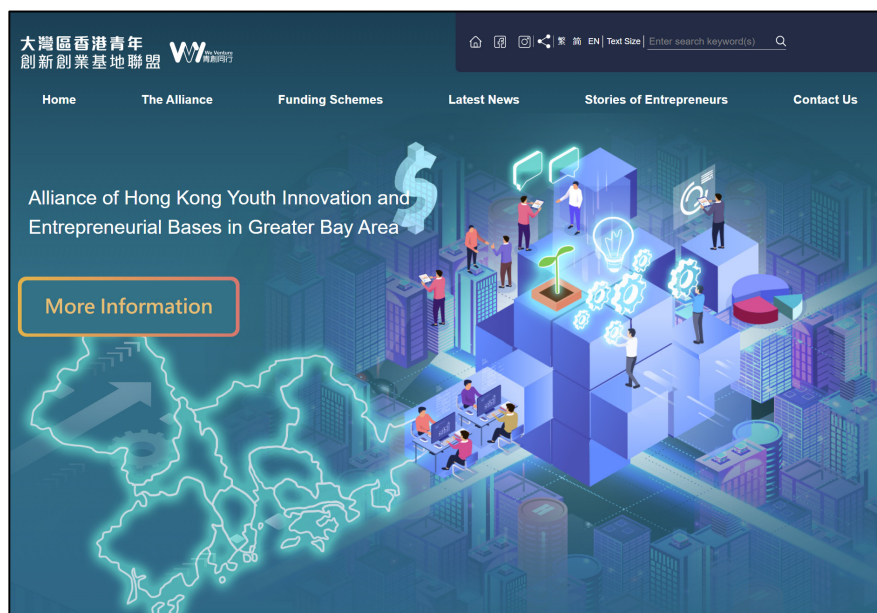 大灣區香港青年
創新創業基地聯盟
We Venture
青創同行
繁 简 EN | Text Size | Enter search keyword(s)
Home The Alliance Funding Schemes Latest News Stories of Entrepreneurs Contact Us
Alliance of Hong Kong Youth Innovation and
Entrepreneurial Bases in Greater Bay Area
More Information